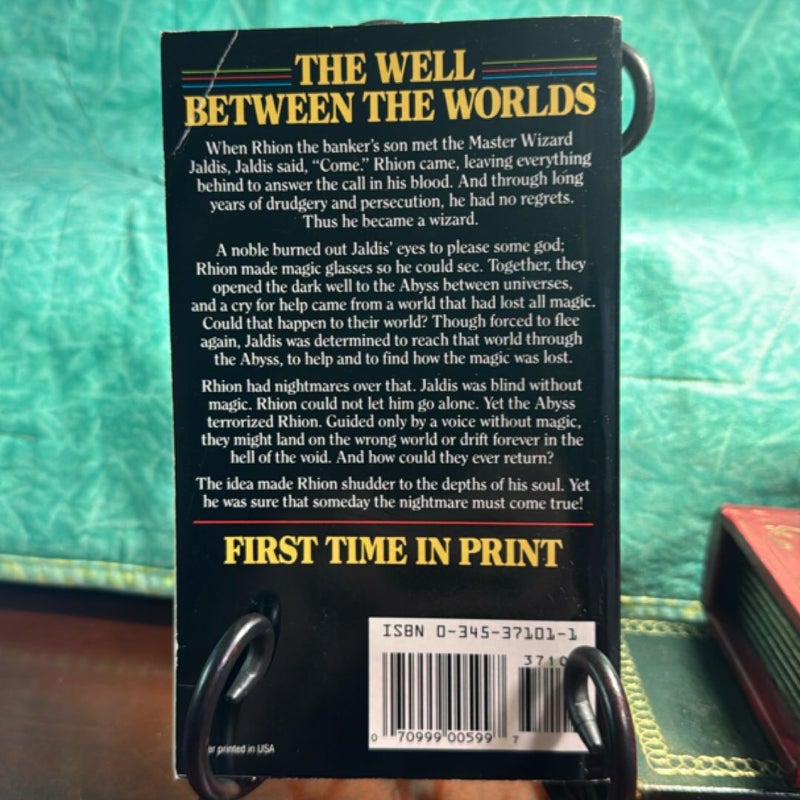 THE WELL
BETWEEN THE WORLDS
When Rhion the banker's son met the Master Wizard
Jaldis, Jaldis said, “Come.” Rhion came, leaving everything
behind to answer the call in his blood. And through long
years of drudgery and persecution, he had no regrets.
Thus he became a wizard.
A noble burned out Jaldis' eyes to please some god;
Rhion made magic glasses so he could see. Together, they
opened the dark well to the Abyss between universes,
and a cry for help came from a world that had lost all magic.
Could that happen to their world? Though forced to flee
again, Jaldis was determined to reach that world through
the Abyss, to help and to find how the magic was lost.
Rhion had nightmares over that. Jaldis was blind without
magic. Rhion could not let him go alone. Yet the Abyss
terrorized Rhion. Guided only by a voice without magic,
they might land on the wrong world or drift forever in the
hell of the void. And how could they ever return?
The idea made Rhion shudder to the depths of his soul. Yet
he was sure that someday the nightmare must come true!
FIRST TIME IN PRINT
ISBN 0-345-37101-1
0 70999 00599 7
printed in USA